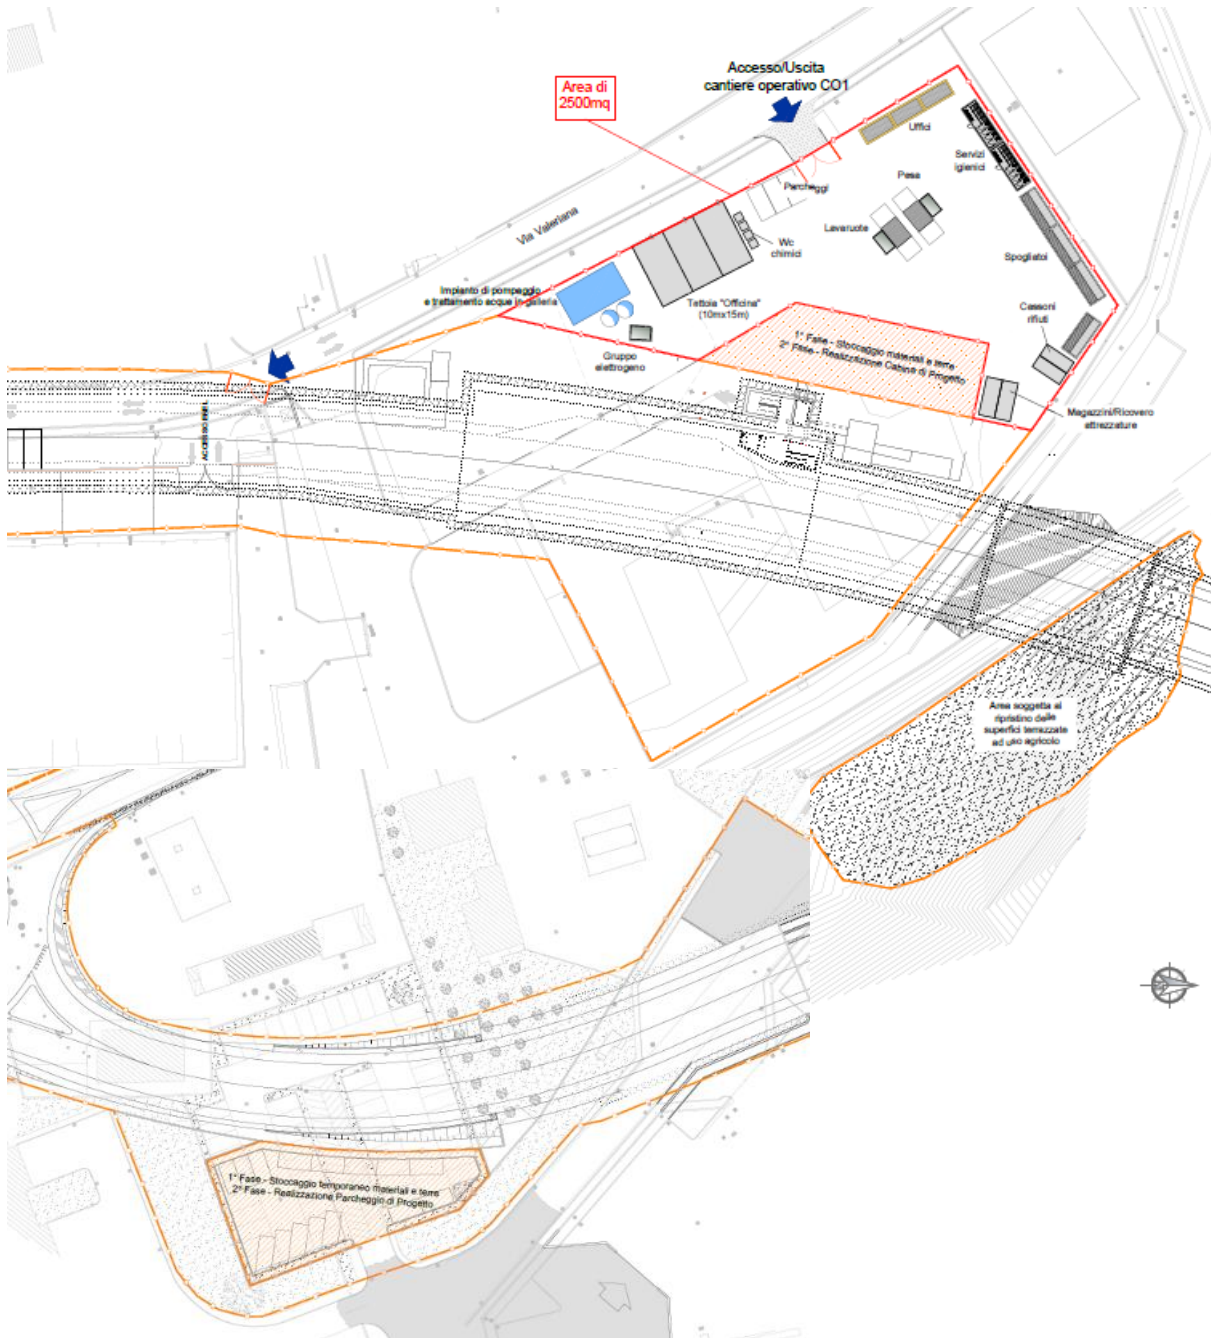 Area di
2500mq
Accesso/Uscita
cantiere operativo CO1
Uffici
Servizi
igienici
Pesa
Parcheggi
Via Valeriana
Lavaruote
Wc
chimici
Spogliatoi
Impianto di pompaggio
e trattamento acque in galleria
Tettoia "Officina"
(10mx15m)
Cassoni
rifiuti
1° Fase - Stoccaggio materiali e terre
2° Fase - Realizzazione Cabina di Progetto
Gruppo
elettrogeno
Magazzini/Ricovero
attrezzature
Area soggetta al
ripristino delle
superfici terrazzate
ad uso agricolo
1° Fase - Stoccaggio temporaneo materiali e terre
2° Fase - Realizzazione Parcheggio di Progetto